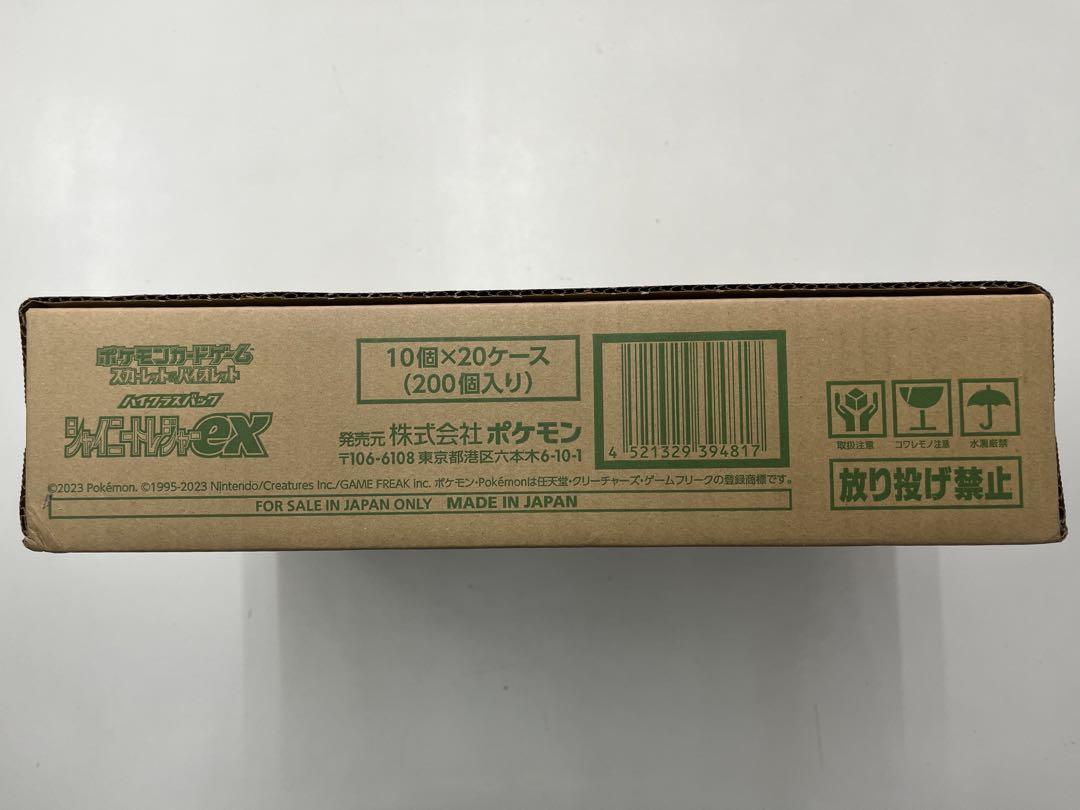 ポケモンカードゲーム
スカーレット&バイオレット
ハイクラスパック
シャイニートレジャーex
10個×20ケース
(200個入り)
発売元 株式会社 ポケモン
〒106-6108 東京都港区六本木6-10-1
4 521329 394817
取扱注意
コワレモノ注意
水濡厳禁
放り投げ禁止
©2023 Pokémon. ©1995-2023 Nintendo/Creatures Inc./GAME FREAK inc. ポケモン・Pokémonは任天堂・クリーチャーズ・ゲームフリークの登録商標です。
FOR SALE IN JAPAN ONLY MADE IN JAPAN